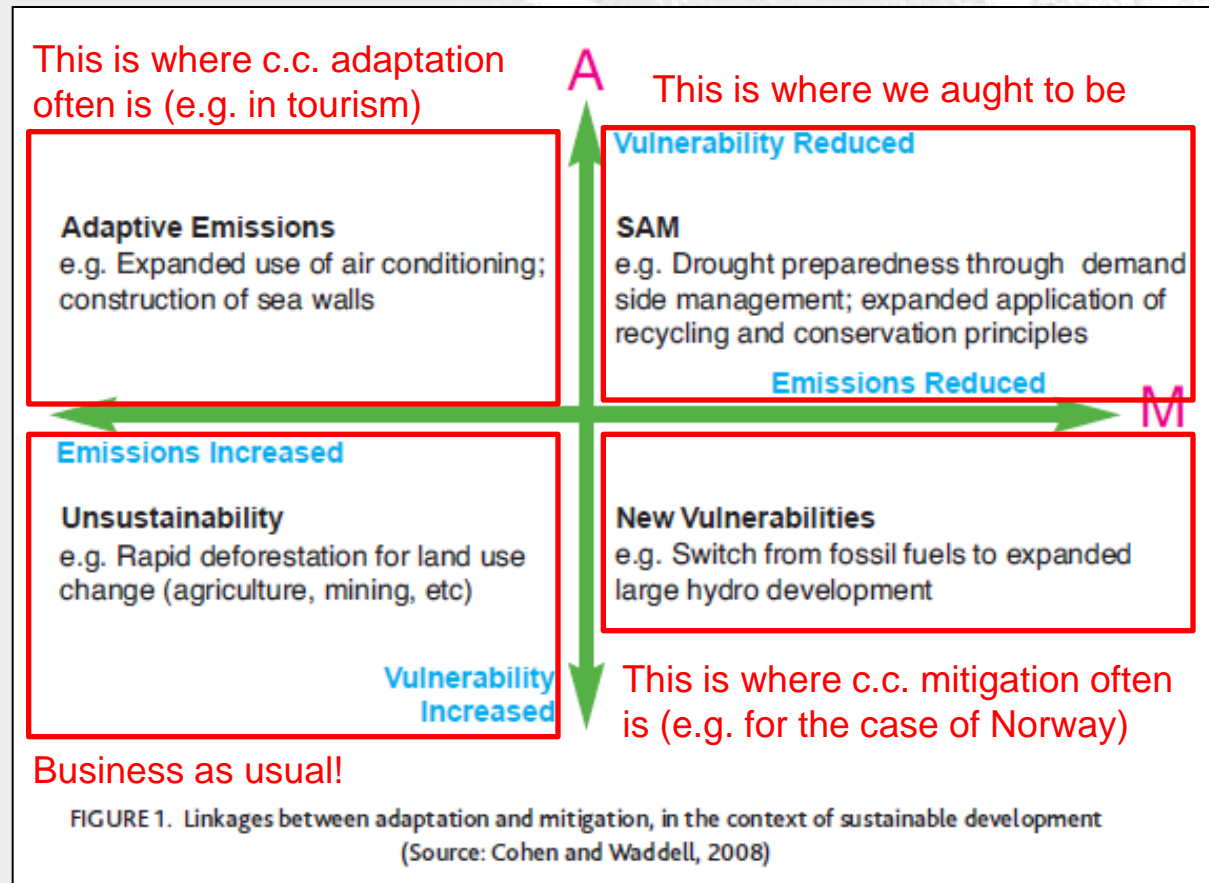 This is where c.c. adaptation
often is (e.g. in tourism)
A
This is where we aught to be
Vulnerability Reduced
Adaptive Emissions
e.g. Expanded use of air conditioning;
construction of sea walls
SAM
e.g. Drought preparedness through demand
side management; expanded application of
recycling and conservation principles
Emissions Reduced
M
Emissions Increased
Unsustainability
e.g. Rapid deforestation for land use
change (agriculture, mining, etc)
Vulnerability
Increased
New Vulnerabilities
e.g. Switch from fossil fuels to expanded
large hydro development
This is where c.c. mitigation often
is (e.g. for the case of Norway)
Business as usual!
FIGURE 1. Linkages between adaptation and mitigation, in the context of sustainable development
(Source: Cohen and Waddell, 2008)